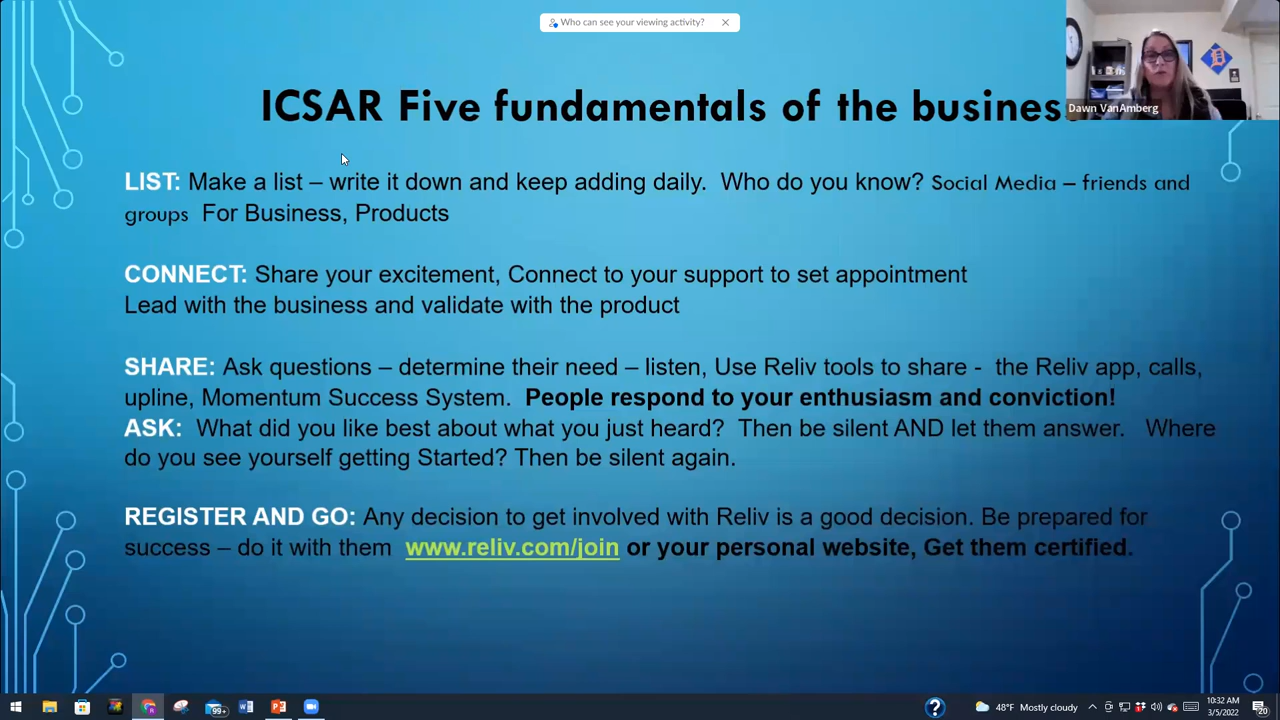 Who can see your viewing activity?
Dawn VanAmberg
ICSAR Five fundamentals of the business
LIST: Make a list – write it down and keep adding daily.  Who do you know? Social Media – friends and
groups  For Business, Products
CONNECT: Share your excitement, Connect to your support to set appointment
Lead with the business and validate with the product
SHARE: Ask questions – determine their need – listen, Use Reliv tools to share -  the Reliv app, calls,
upline, Momentum Success System.  People respond to your enthusiasm and conviction!
ASK:  What did you like best about what you just heard?  Then be silent AND let them answer.   Where
do you see yourself getting Started? Then be silent again.
REGISTER AND GO: Any decision to get involved with Reliv is a good decision. Be prepared for
success – do it with them  www.reliv.com/join or your personal website, Get them certified.
99+
48°F  Mostly cloudy
10:32 AM
3/5/2022
20